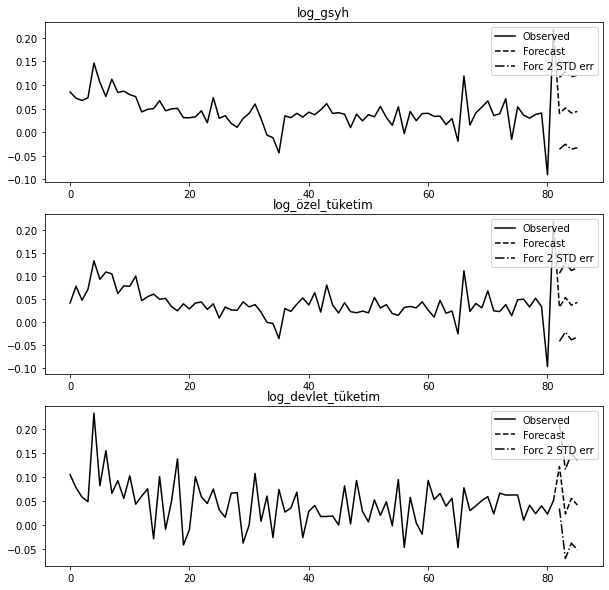 log_gsyh
0.20
0.15
0.10
0.05
0.00
−0.05
−0.10
Observed
Forecast
Forc 2 STD err
0 20 40 60 80
log_özel_tüketim
0.20
0.15
0.10
0.05
0.00
−0.05
−0.10
Observed
Forecast
Forc 2 STD err
0 20 40 60 80
log_devlet_tüketim
0.20
0.15
0.10
0.05
0.00
−0.05
Observed
Forecast
Forc 2 STD err
0 20 40 60 80